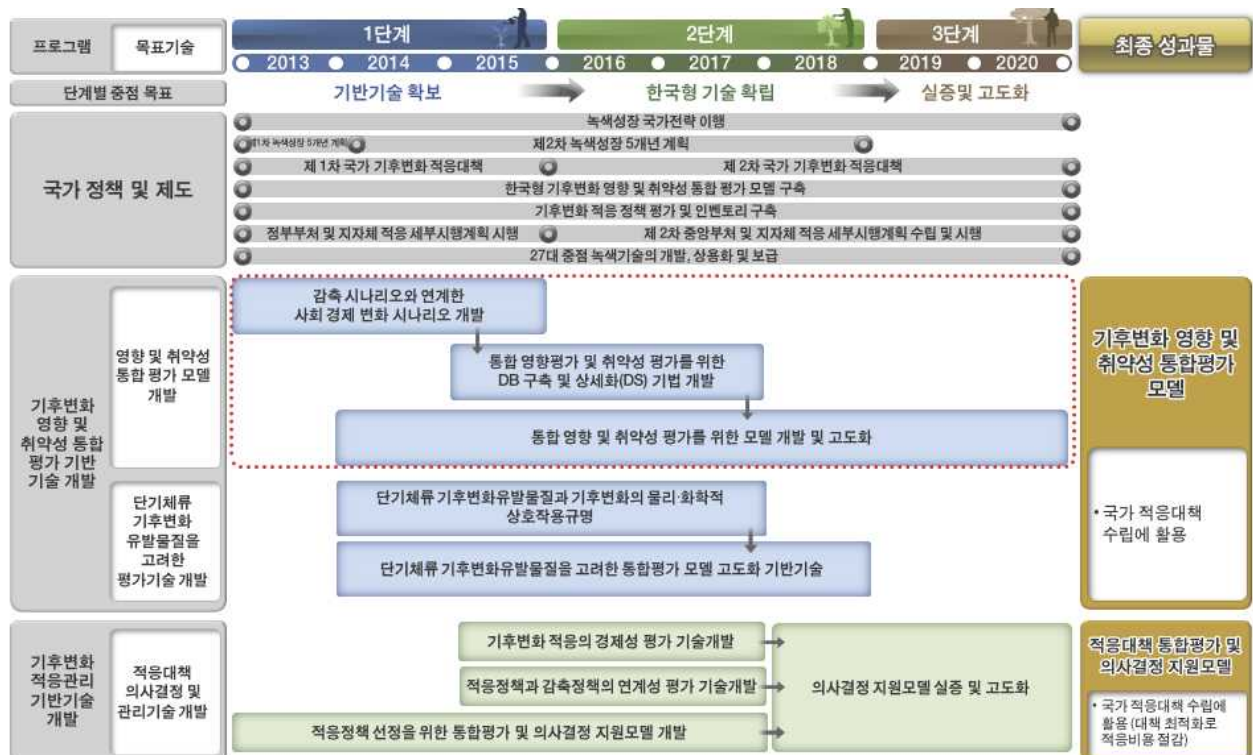 프로그램
목표기술
1단계
2단계
3단계
최종 성과물
2013
2014
2015
2016
2017
2018
2019
2020
단계별 중점 목표
기반기술 확보
한국형 기술 확립
실증및 고도화
국가 정책 및 제도
녹색성장 국가전략 이행
제1차 녹색성장 5개년 계획
제2차 녹색성장 5개년 계획
제 1차 국가 기후변화 적응대책
제 2차 국가 기후변화 적응대책
한국형 기후변화 영향 및 취약성 통합 평가 모델 구축
기후변화 적응 정책 평가 및 인벤토리 구축
정부부처 및 지자체 적응 세부시행계획 시행
제 2차 중앙부처 및 지자체 적응 세부시행계획 수립 및 시행
27대 중점 녹색기술의 개발, 상용화 및 보급
기후변화
영향 및
취약성 통합
평가 기반
기술 개발
영향 및 취약성
통합 평가 모델
개발
감축 시나리오와 연계한
사회 경제 변화 시나리오 개발
통합 영향평가 및 취약성 평가를 위한
DB 구축 및 상세화(DS) 기법 개발
통합 영향 및 취약성 평가를 위한 모델 개발 및 고도화
단기체류
기후변화
유발물질을
고려한
평가기술 개발
단기체류 기후변화유발물질과 기후변화의 물리·화학적
상호작용규명
단기체류 기후변화유발물질을 고려한 통합평가 모델 고도화 기반기술
기후변화 영향 및
취약성 통합평가
모델
• 국가 적응대책
수립에 활용
기후변화
적응관리
기반기술
개발
적응대책
의사결정 및
관리기술 개발
기후변화 적응의 경제성 평가 기술개발
적응정책과 감축정책의 연계성 평가 기술개발
적응정책 선정을 위한 통합평가 및 의사결정 지원모델 개발
의사결정 지원모델 실증 및 고도화
적응대책 통합평가 및
의사결정 지원모델
• 국가 적응대책 수립에
활용 (대책 최적화로
적응비용 절감)